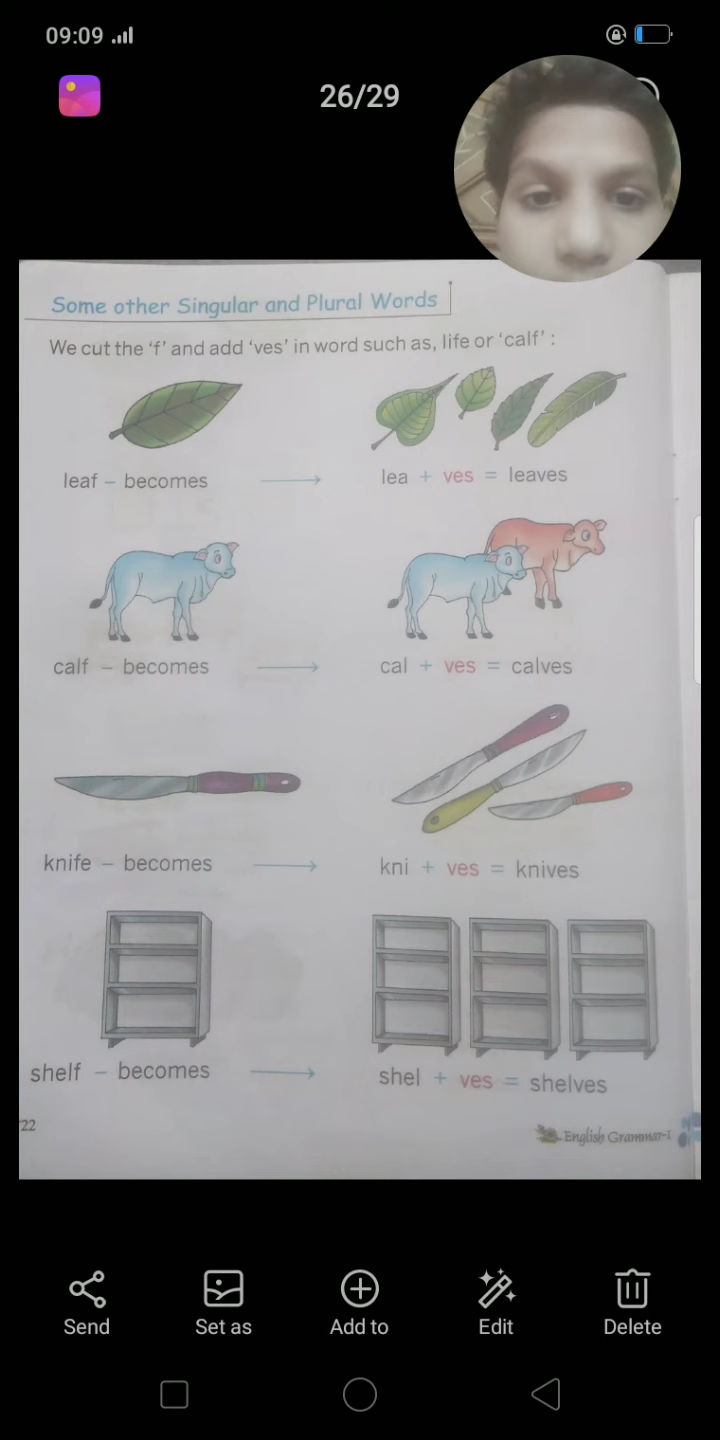 09:09
26/29
Some other Singular and Plural Words
We cut the ‘f’ and add ‘ves’ in word such as, life or ‘calf’ :
leaf – becomes → lea + ves = leaves
calf – becomes → cal + ves = calves
knife – becomes → kni + ves = knives
shelf – becomes → shel + ves = shelves
22
English Grammar-1
Send Set as Add to Edit Delete